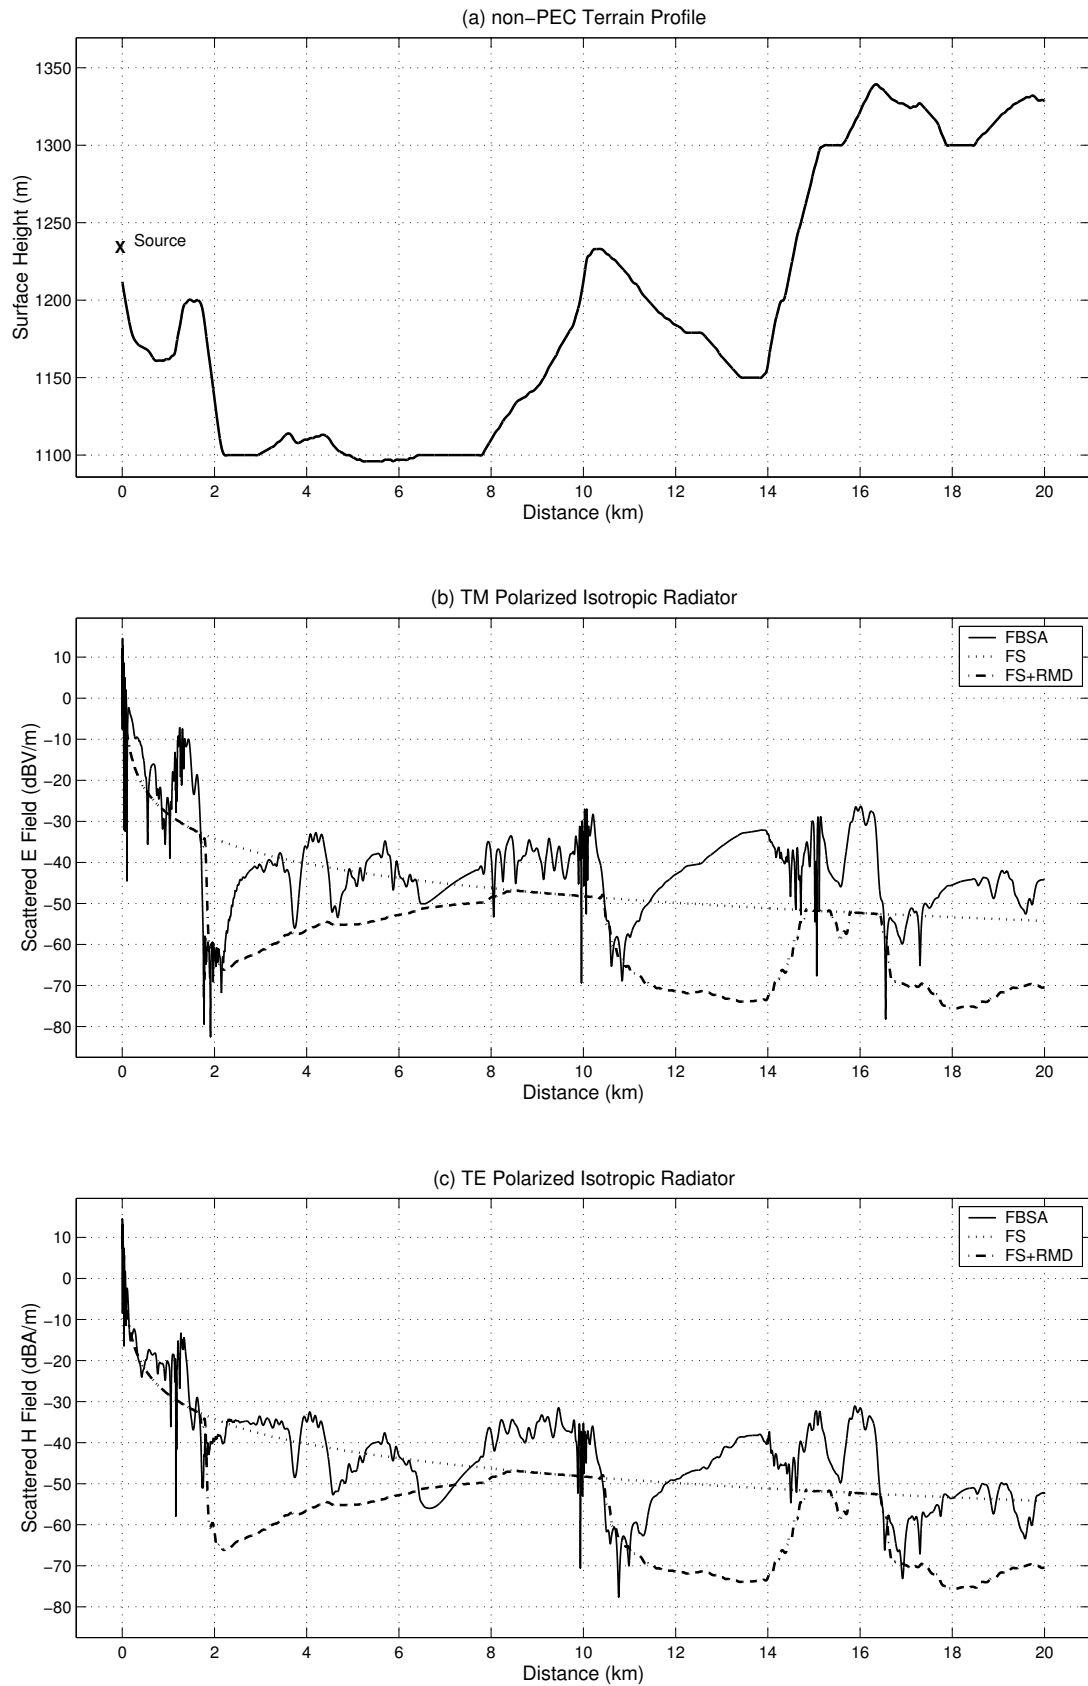 (a) non−PEC Terrain Profile
1350
1300
1250
1200
1150
1100
Surface Height (m)
x Source
0 2 4 6 8 10 12 14 16 18 20
Distance (km)
(b) TM Polarized Isotropic Radiator
10
0
−10
−20
−30
−40
−50
−60
−70
−80
Scattered E Field (dBV/m)
FBSA
FS
FS+RMD
0 2 4 6 8 10 12 14 16 18 20
Distance (km)
(c) TE Polarized Isotropic Radiator
10
0
−10
−20
−30
−40
−50
−60
−70
−80
Scattered H Field (dBA/m)
FBSA
FS
FS+RMD
0 2 4 6 8 10 12 14 16 18 20
Distance (km)